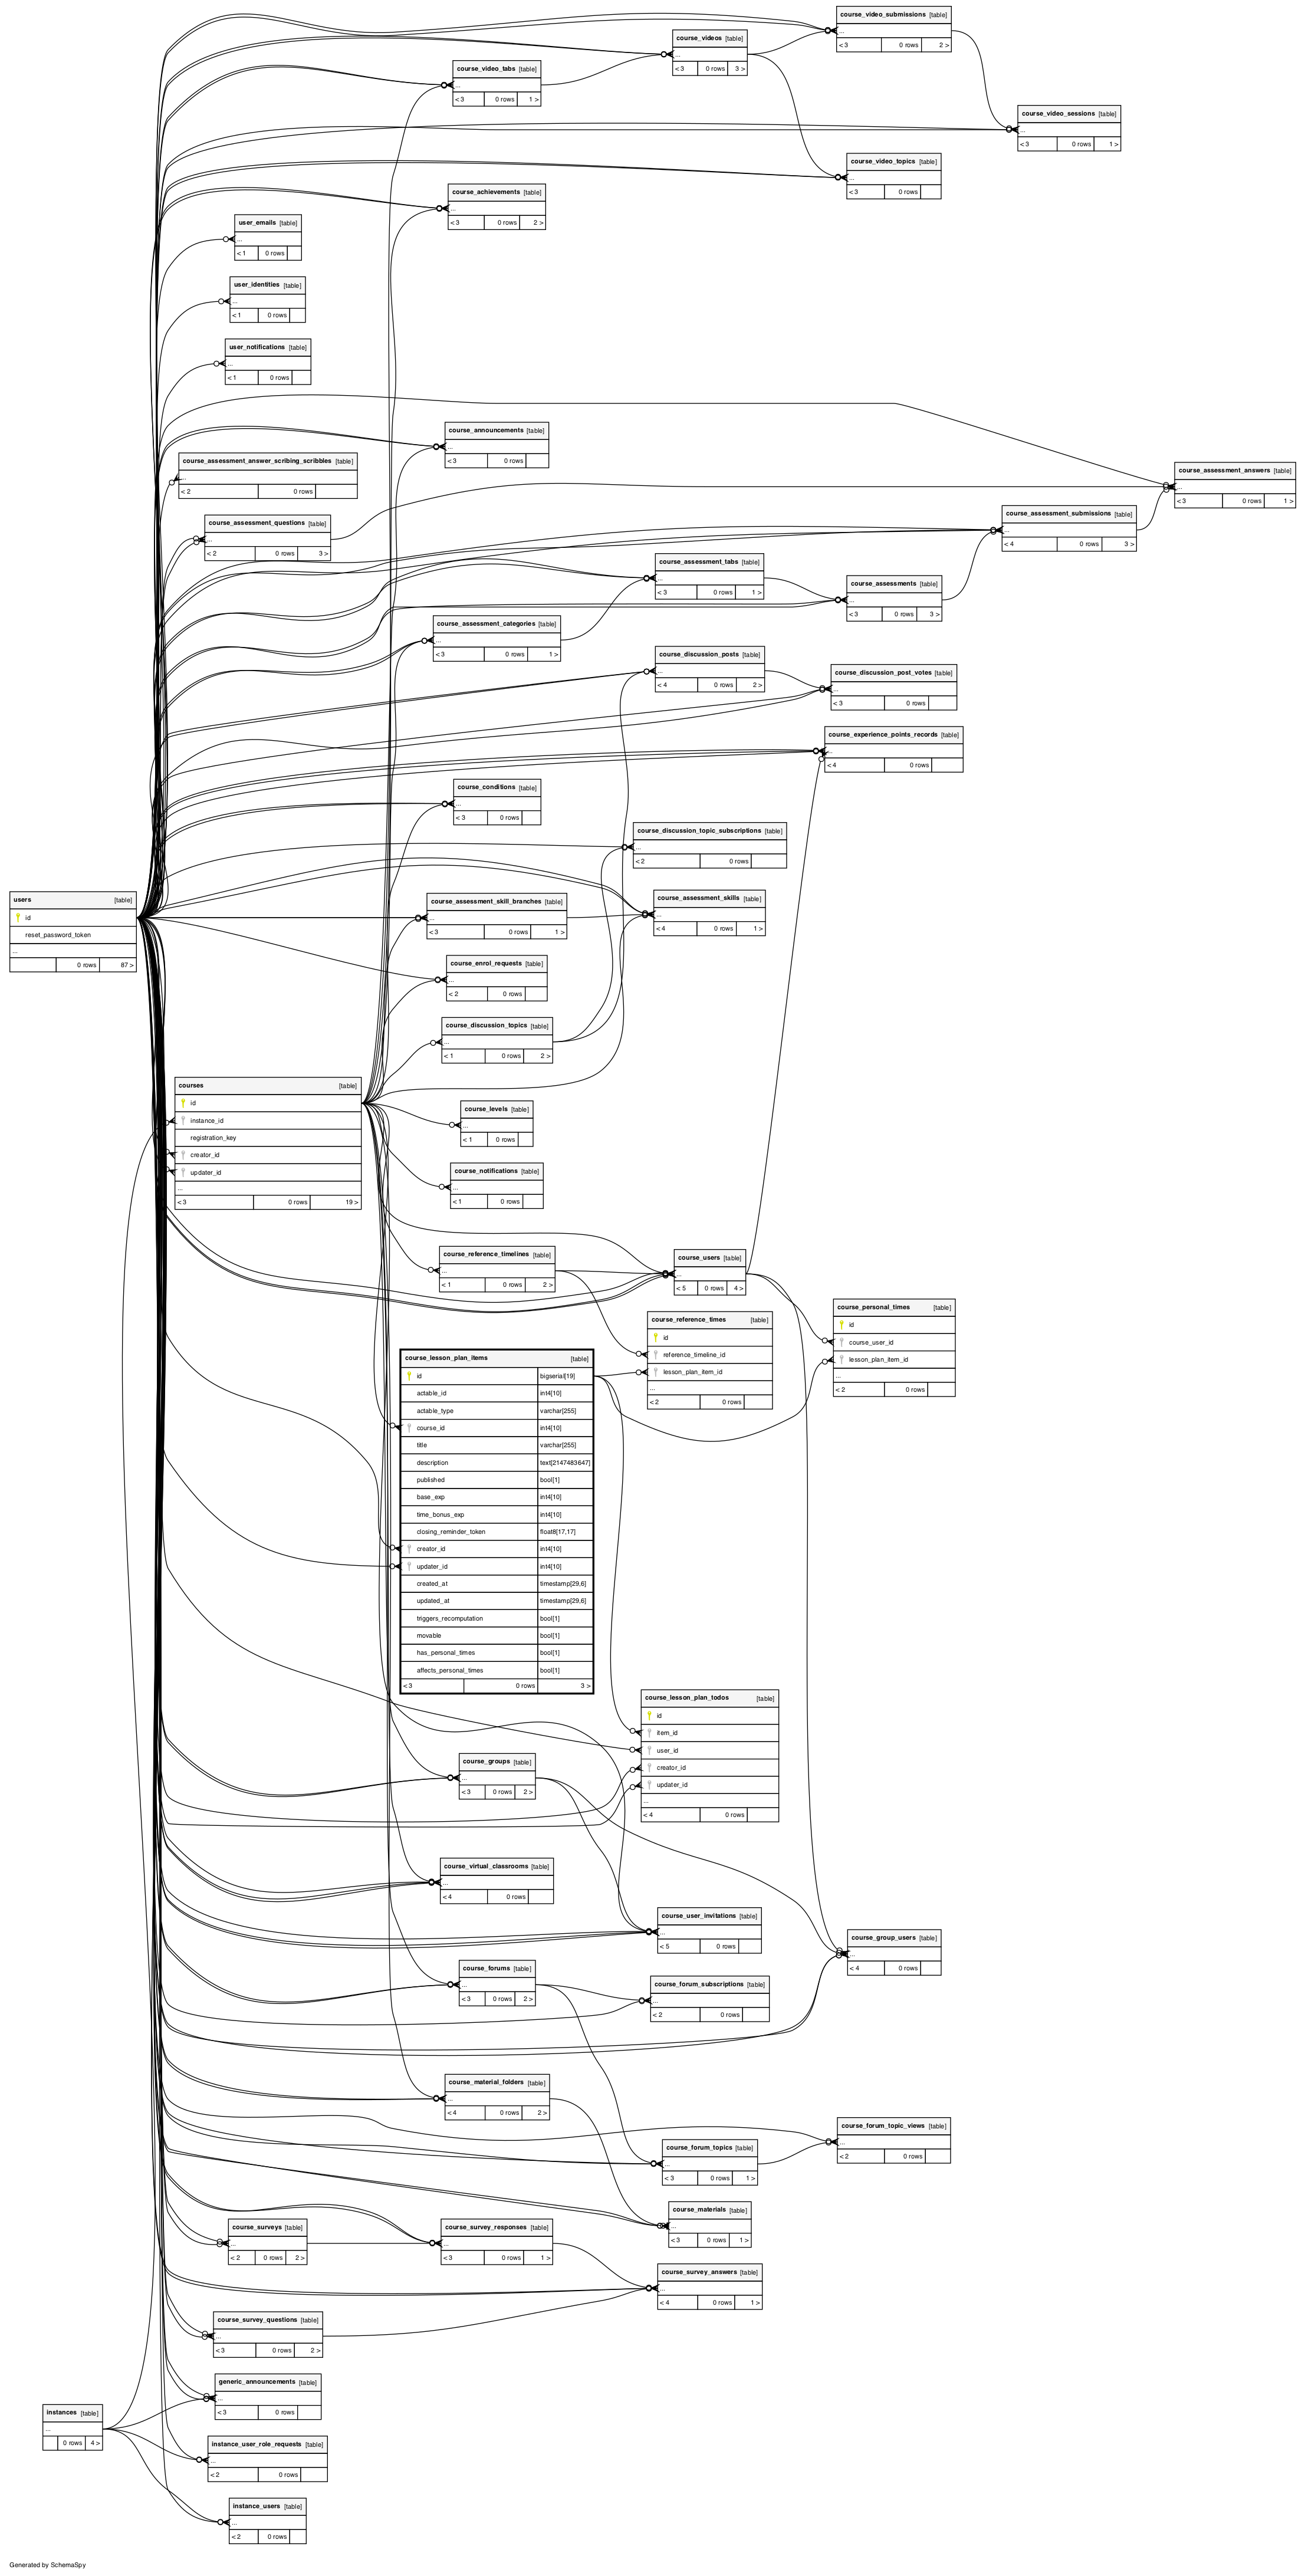 course_video_submissions [table]
...
< 3 0 rows 2 >
course_videos [table]
...
< 3 0 rows 3 >
course_video_tabs [table]
...
< 3 0 rows 1 >
course_video_sessions [table]
...
< 3 0 rows 1 >
course_video_topics [table]
...
< 3 0 rows
course_achievements [table]
...
< 3 0 rows 2 >
user_emails [table]
...
< 1 0 rows
user_identities [table]
...
< 1 0 rows
user_notifications [table]
...
< 1 0 rows
course_announcements [table]
...
< 3 0 rows
course_assessment_answer_scribing_scribbles [table]
...
< 2 0 rows
course_assessment_answers [table]
...
< 3 0 rows 1 >
course_assessment_questions [table]
...
< 2 0 rows 3 >
course_assessment_submissions [table]
...
< 4 0 rows 3 >
course_assessment_tabs [table]
...
< 3 0 rows 1 >
course_assessments [table]
...
< 3 0 rows 3 >
course_assessment_categories [table]
...
< 3 0 rows 1 >
course_discussion_posts [table]
...
< 4 0 rows 2 >
course_discussion_post_votes [table]
...
< 3 0 rows
course_experience_points_records [table]
...
< 4 0 rows
course_conditions [table]
...
< 3 0 rows
course_discussion_topic_subscriptions [table]
...
< 2 0 rows
users [table]
id
reset_password_token
...
0 rows 87 >
course_assessment_skill_branches [table]
...
< 3 0 rows 1 >
course_assessment_skills [table]
...
< 4 0 rows 1 >
course_enrol_requests [table]
...
< 2 0 rows
course_discussion_topics [table]
...
< 1 0 rows 2 >
courses [table]
id
instance_id
registration_key
creator_id
updater_id
...
< 3 0 rows 19 >
course_levels [table]
...
< 1 0 rows
course_notifications [table]
...
< 1 0 rows
course_reference_timelines [table]
...
< 1 0 rows 2 >
course_users [table]
...
< 5 0 rows 4 >
course_personal_times [table]
id
course_user_id
lesson_plan_item_id
...
< 2 0 rows
course_reference_times [table]
id
reference_timeline_id
lesson_plan_item_id
...
< 2 0 rows
course_lesson_plan_items [table]
id bigserial[19]
actable_id int4[10]
actable_type varchar[255]
course_id int4[10]
title varchar[255]
description text[2147483647]
published bool[1]
base_exp int4[10]
time_bonus_exp int4[10]
closing_reminder_token float8[17,17]
creator_id int4[10]
updater_id int4[10]
created_at timestamp[29,6]
updated_at timestamp[29,6]
triggers_recomputation bool[1]
movable bool[1]
has_personal_times bool[1]
affects_personal_times bool[1]
< 3 0 rows 3 >
course_lesson_plan_todos [table]
id
item_id
user_id
creator_id
updater_id
...
< 4 0 rows
course_groups [table]
...
< 3 0 rows 2 >
course_virtual_classrooms [table]
...
< 4 0 rows
course_user_invitations [table]
...
< 5 0 rows
course_group_users [table]
...
< 4 0 rows
course_forums [table]
...
< 3 0 rows 2 >
course_forum_subscriptions [table]
...
< 2 0 rows
course_material_folders [table]
...
< 4 0 rows 2 >
course_forum_topic_views [table]
...
< 2 0 rows
course_forum_topics [table]
...
< 3 0 rows 1 >
course_materials [table]
...
< 3 0 rows 1 >
course_surveys [table]
...
< 2 0 rows 2 >
course_survey_responses [table]
...
< 3 0 rows 1 >
course_survey_answers [table]
...
< 4 0 rows 1 >
course_survey_questions [table]
...
< 3 0 rows 2 >
generic_announcements [table]
...
< 3 0 rows
instances [table]
...
0 rows 4 >
instance_user_role_requests [table]
...
< 2 0 rows
instance_users [table]
...
< 2 0 rows
Generated by SchemaSpy